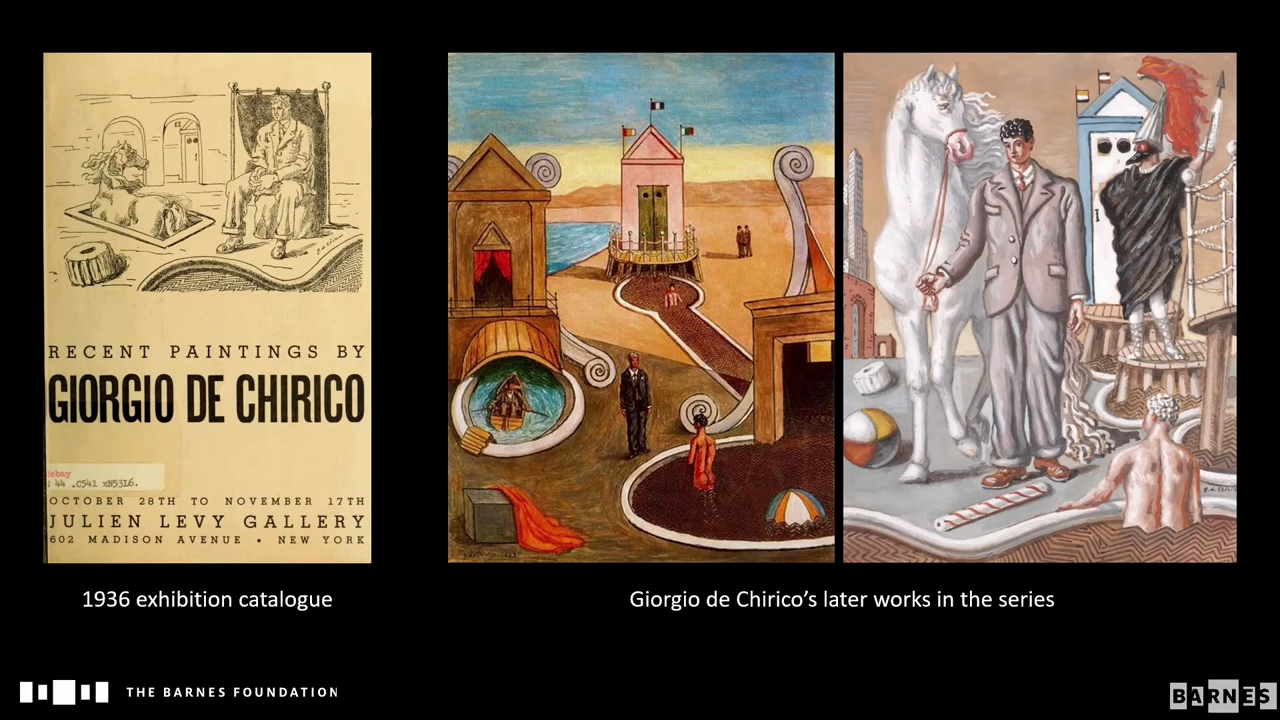 RECENT PAINTINGS BY
GIORGIO DE CHIRICO
OCTOBER 28TH TO NOVEMBER 17TH
JULIEN LEVY GALLERY
602 MADISON AVENUE • NEW YORK
1936 exhibition catalogue
Giorgio de Chirico’s later works in the series
THE BARNES FOUNDATION
BARNES